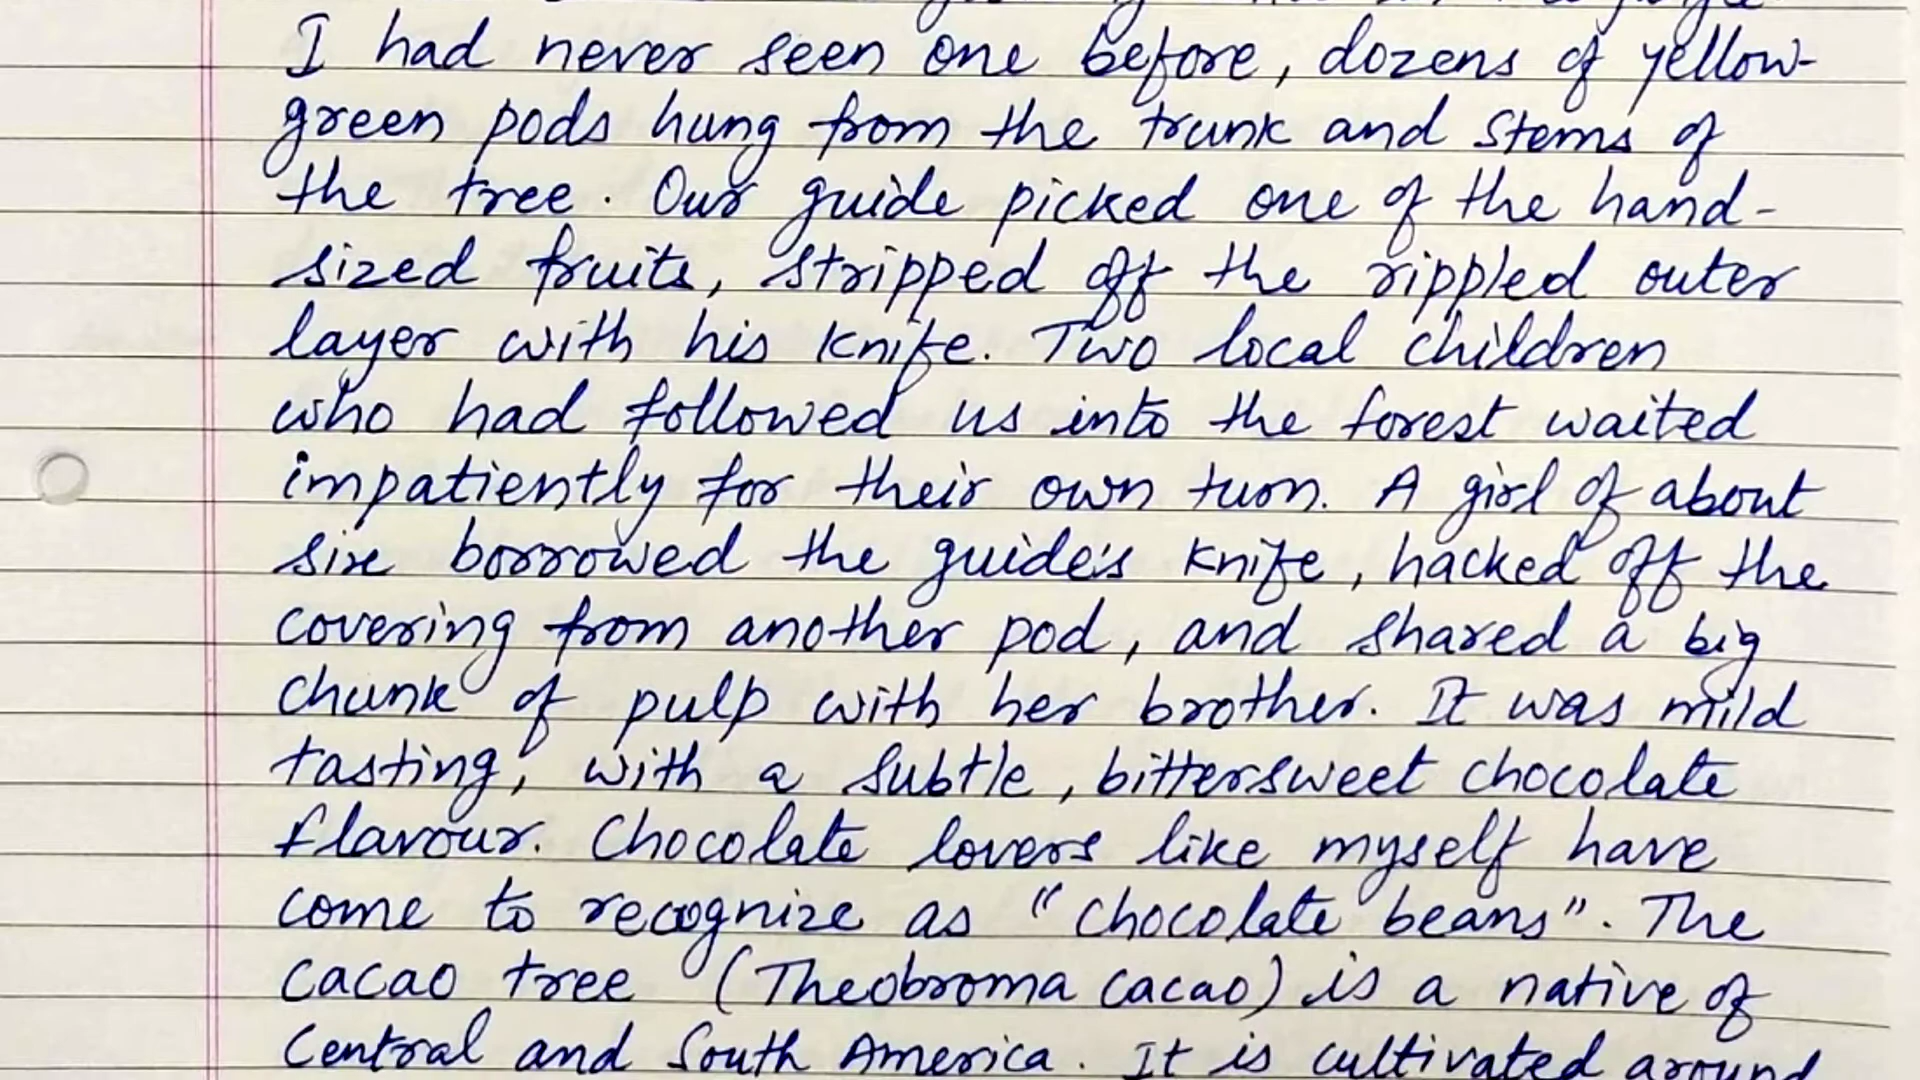 I had never seen one before, dozens of yellow-
green pods hung from the trunk and stems of
the tree. Our guide picked one of the hand-
sized fruits, stripped off the rippled outer
layer with his knife. Two local children
who had followed us into the forest waited
impatiently for their own turn. A girl of about
six borrowed the guide's knife, hacked off the
covering from another pod, and shared a big
chunk of pulp with her brother. It was mild
tasting, with a subtle, bittersweet chocolate
flavour. Chocolate lovers like myself have
come to recognize as "chocolate beans". The
cacao tree (Theobroma cacao) is a native of
Central and South America. It is cultivated around